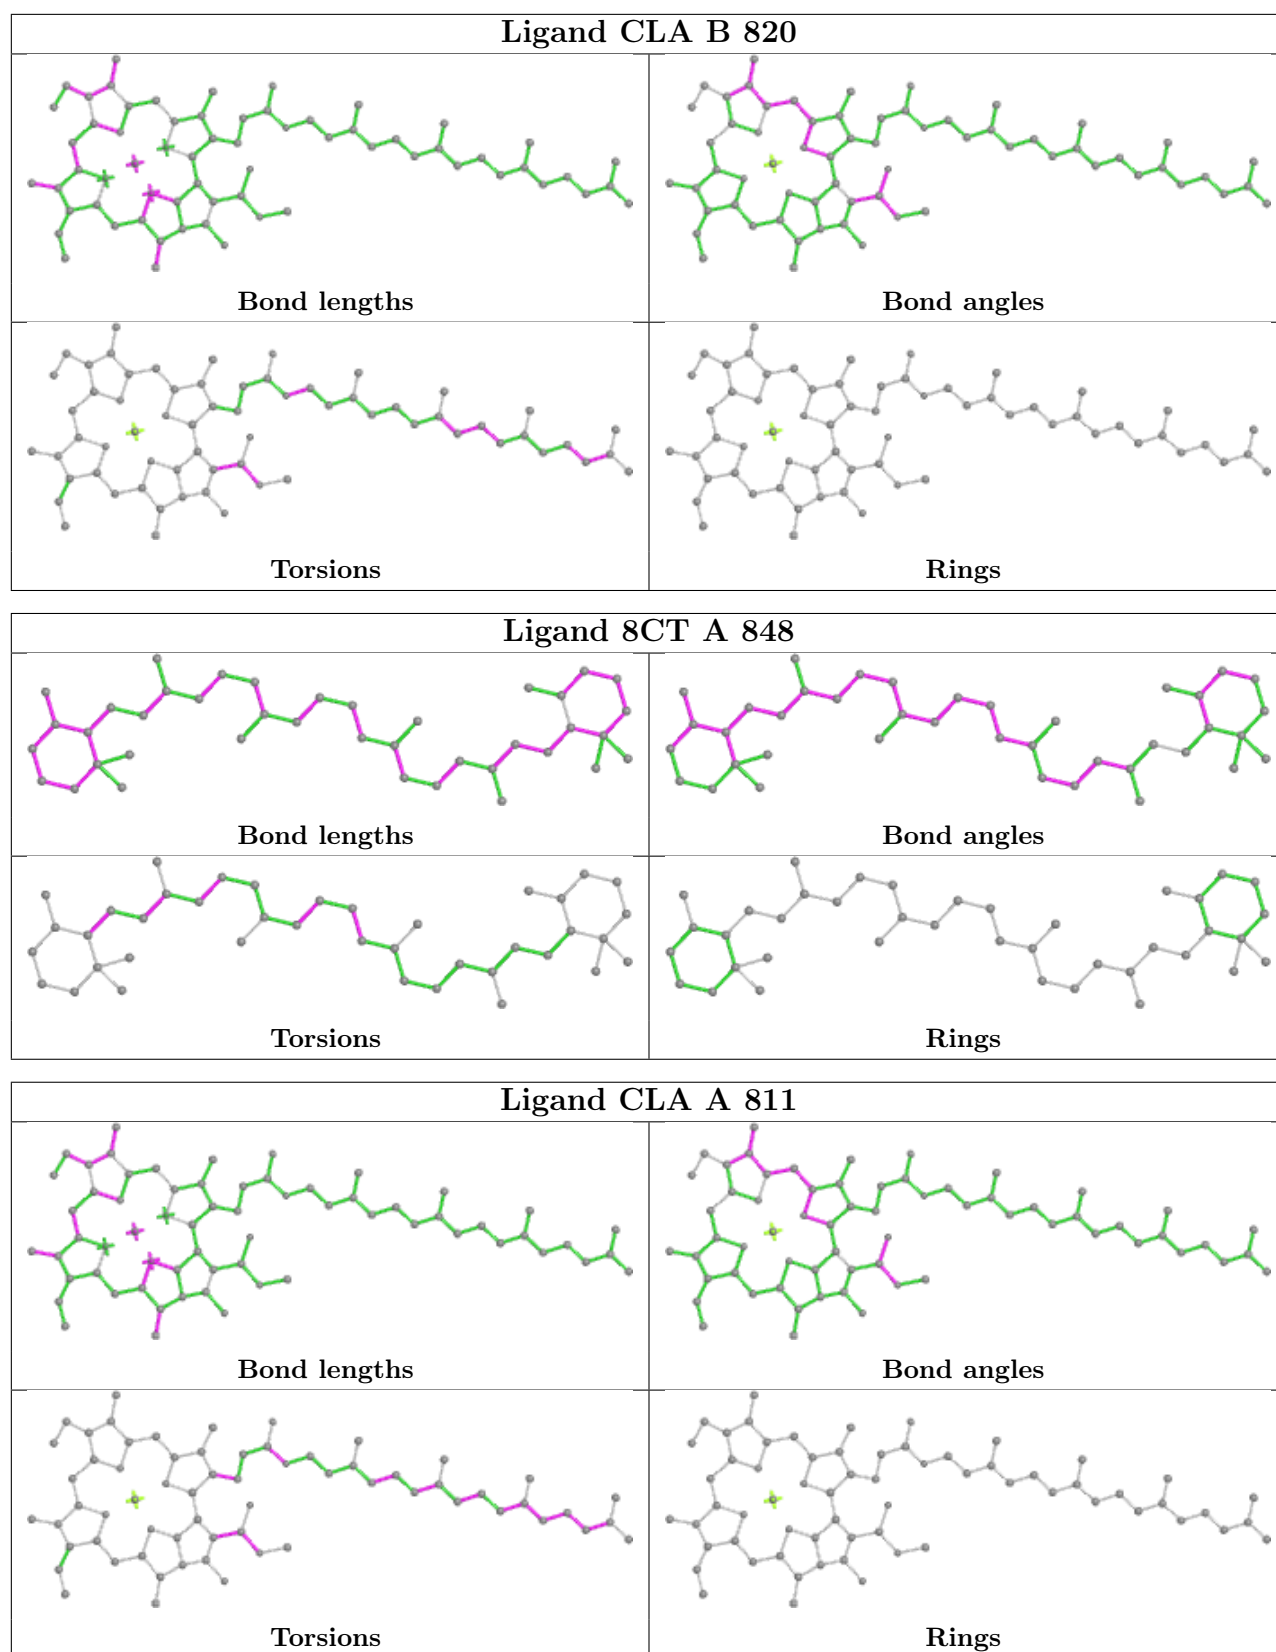 Ligand CLA B 820
Bond lengths
Bond angles
Torsions
Rings
Ligand 8CT A 848
Bond lengths
Bond angles
Torsions
Rings
Ligand CLA A 811
Bond lengths
Bond angles
Torsions
Rings